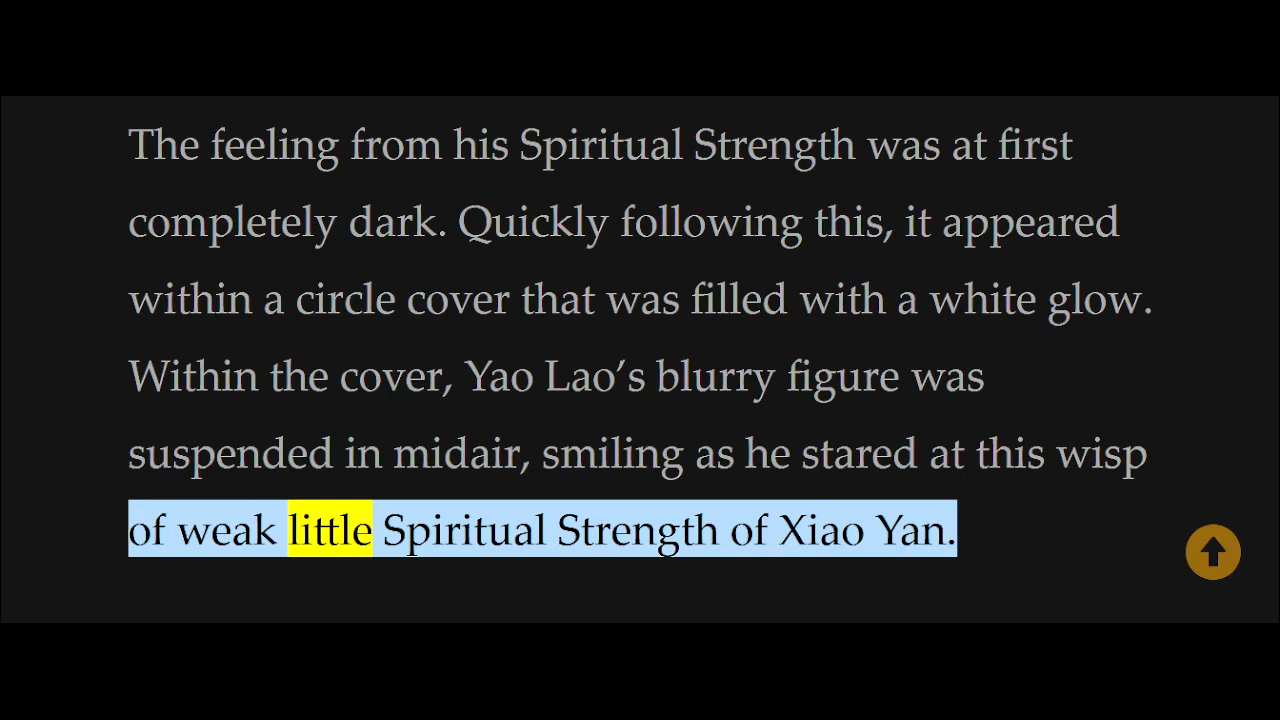 The feeling from his Spiritual Strength was at first
completely dark. Quickly following this, it appeared
within a circle cover that was filled with a white glow.
Within the cover, Yao Lao’s blurry figure was
suspended in midair, smiling as he stared at this wisp
of weak little Spiritual Strength of Xiao Yan.